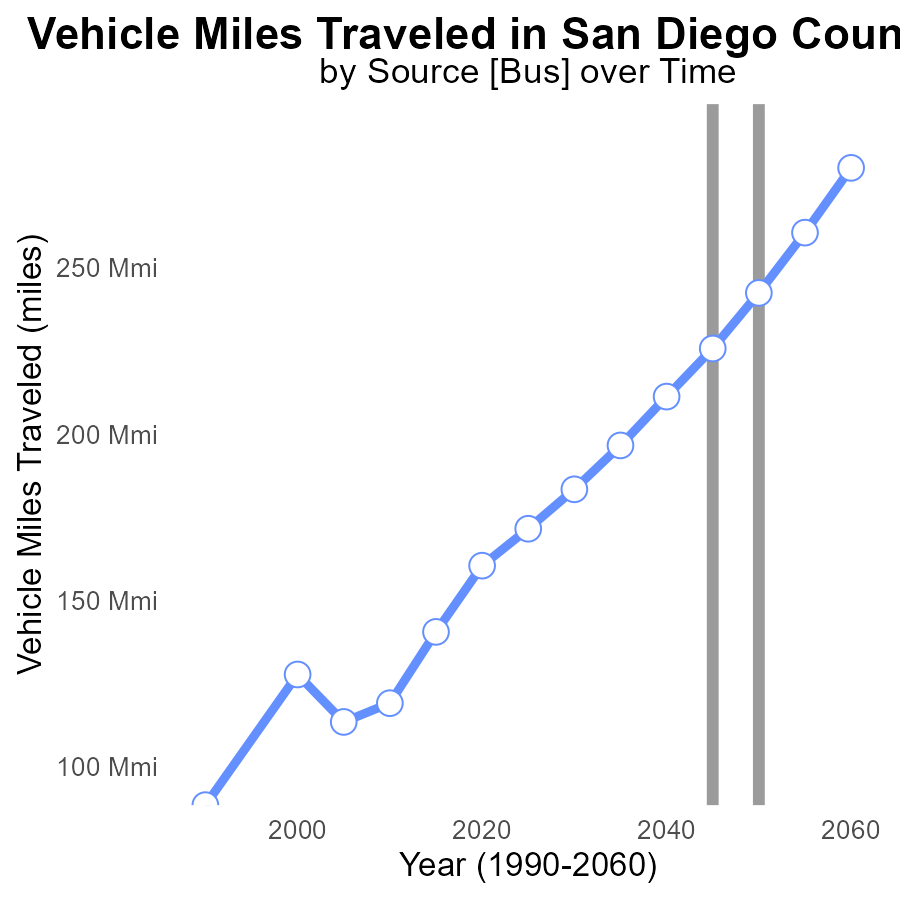 Vehicle Miles Traveled in San Diego Coun
by Source [Bus] over Time
Vehicle Miles Traveled (miles)
250 Mmi
200 Mmi
150 Mmi
100 Mmi
2000 2020 2040 2060
Year (1990-2060)